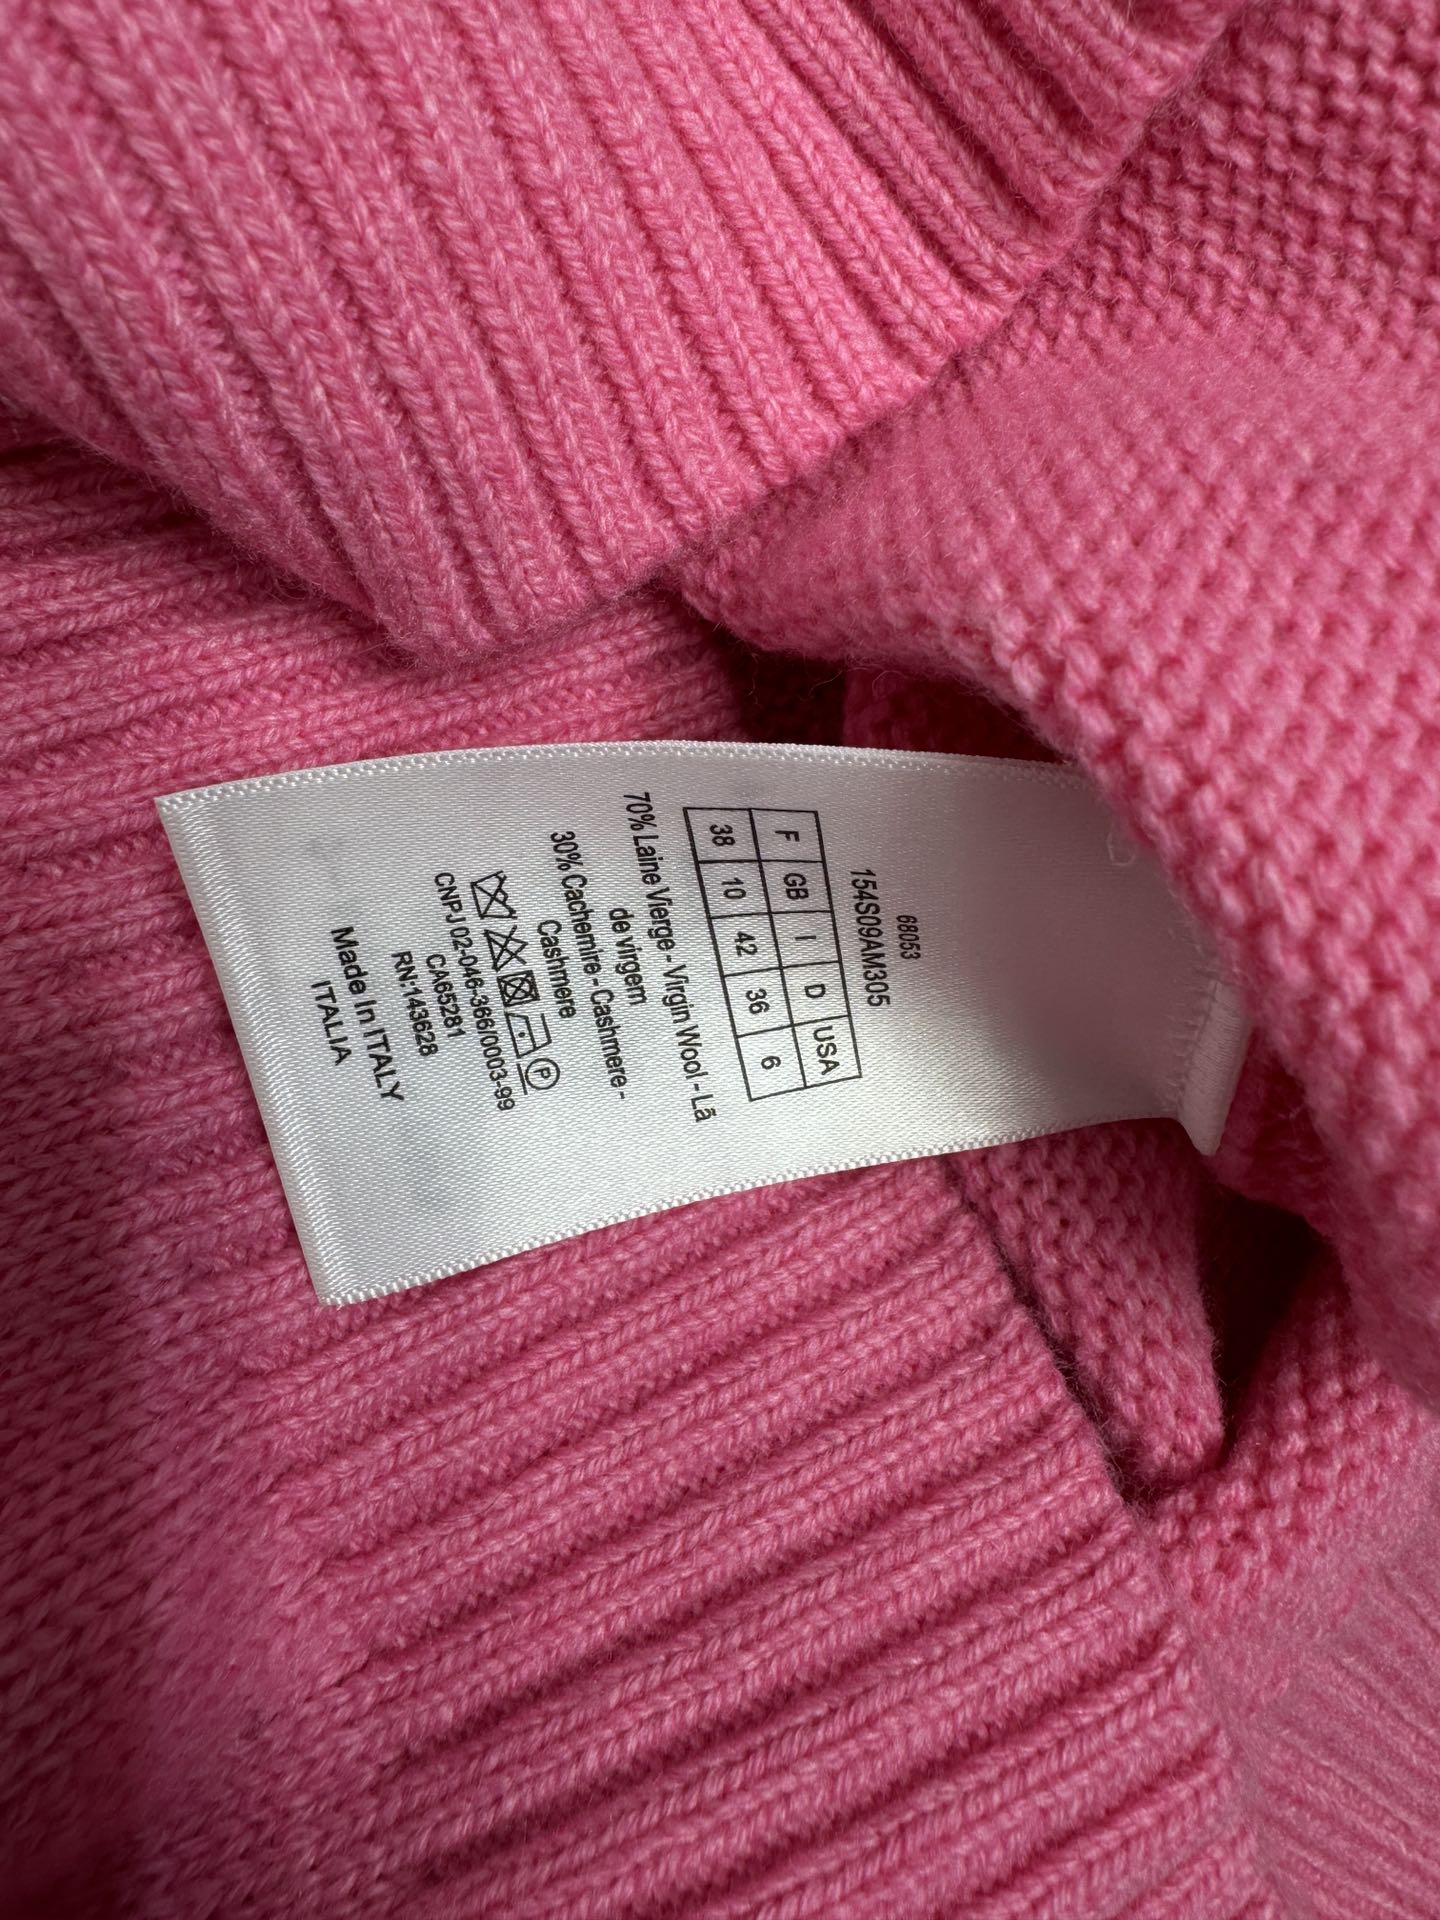 68053
154S09AM305
F GB I D USA
38 10 42 36 6
70% Laine Vierge - Virgin Wool - Lã
de virgem
30% Cachemire - Cashmere -
Cashmere
P
CNPJ 02-046-366/0003-99
CA65281
RN:143628
Made In ITALY
ITALIA